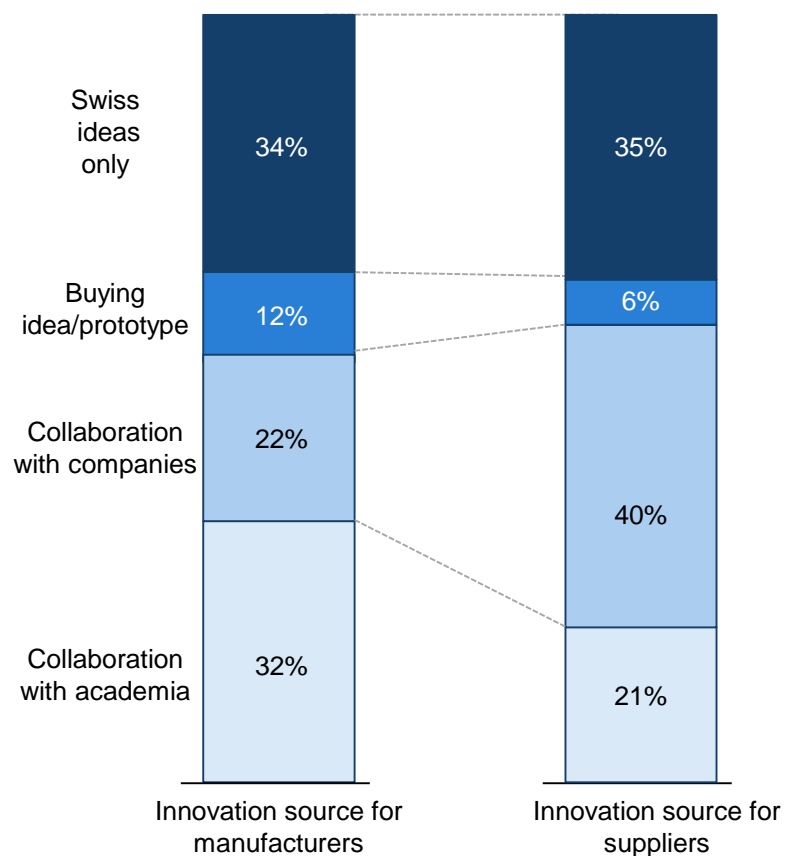 Swiss
ideas
only
34%
35%
Buying
idea/prototype
12%
6%
Collaboration
with companies
22%
40%
Collaboration
with academia
32%
21%
Innovation source for
manufacturers
Innovation source for
suppliers